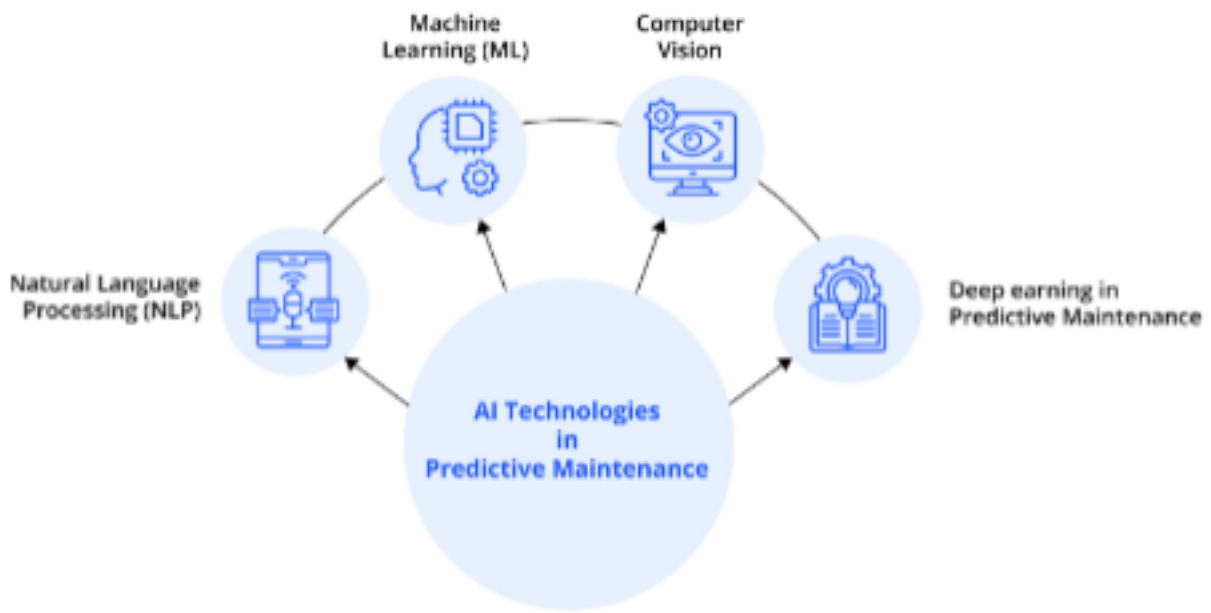 Machine
Learning (ML)
Computer
Vision
Natural Language
Processing (NLP)
Deep earning in
Predictive Maintenance
AI Technologies
in
Predictive Maintenance